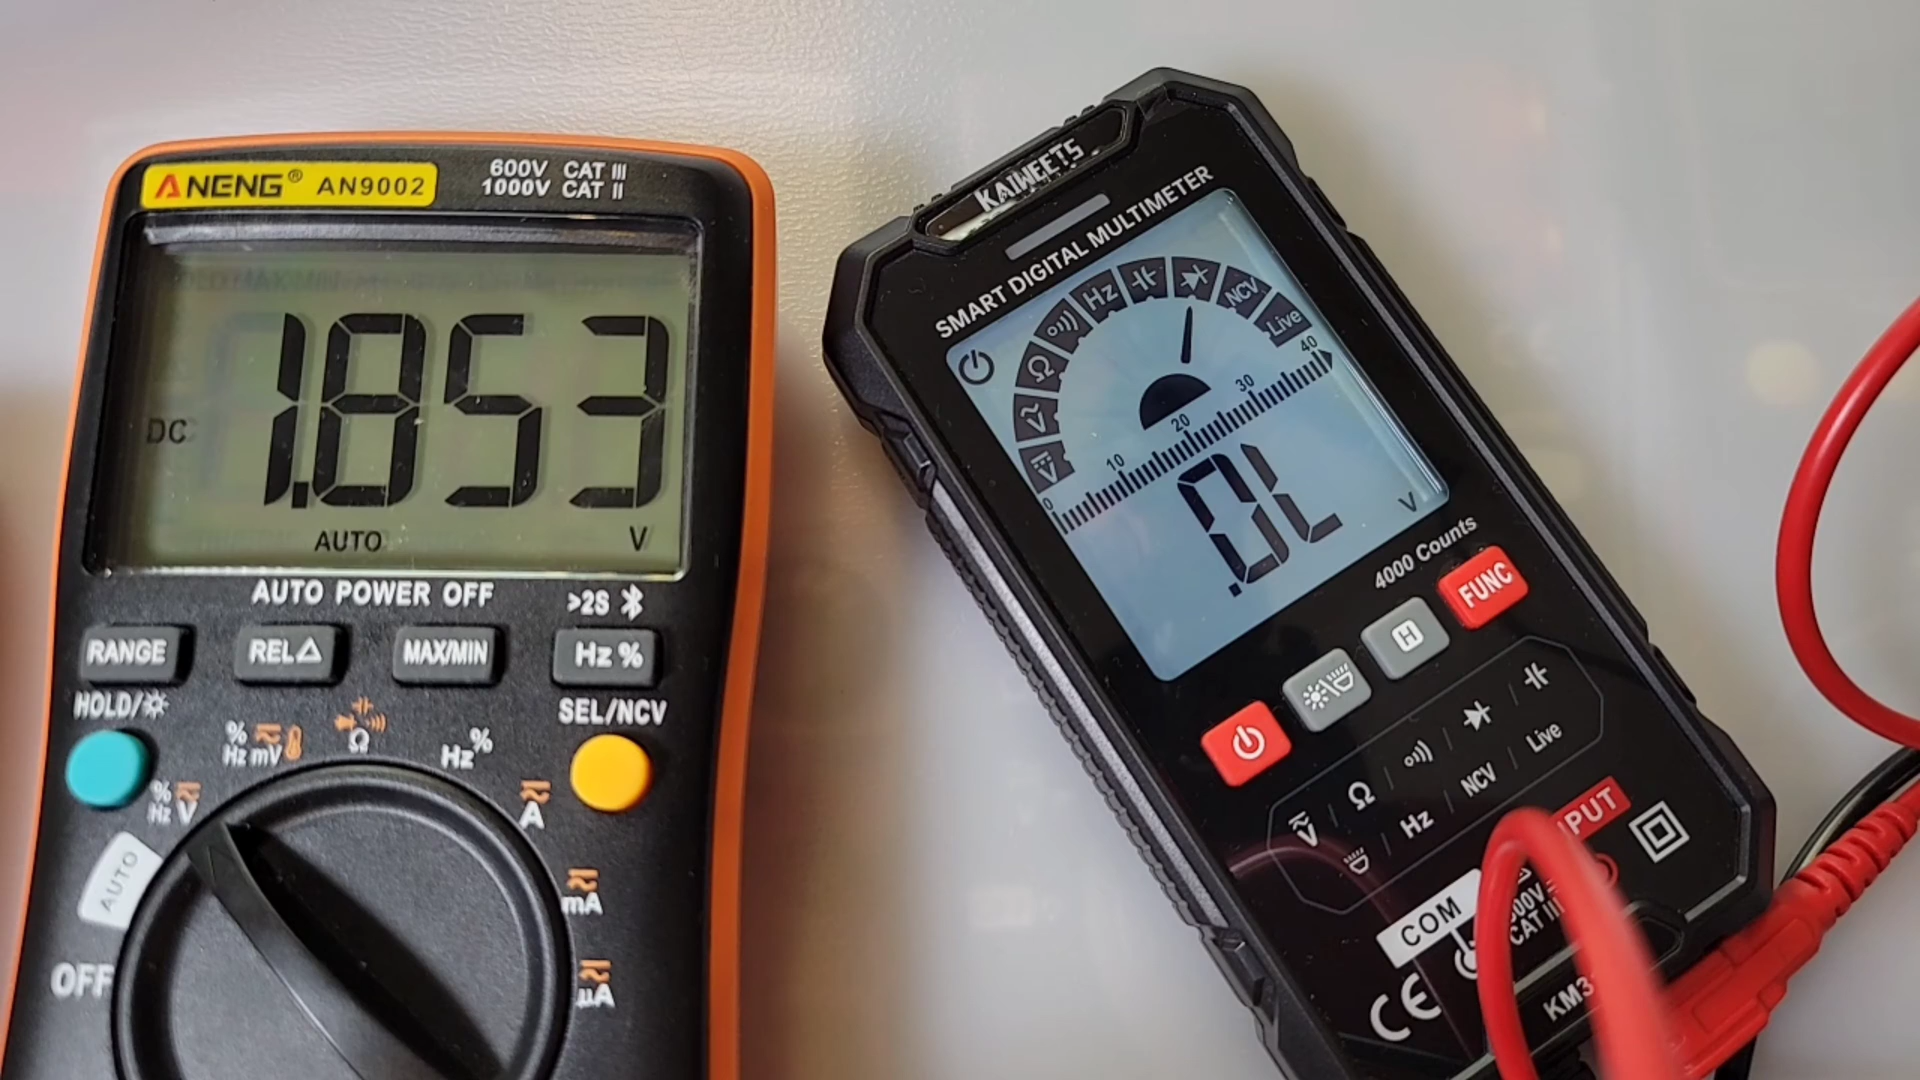 ANENG® AN9002
600V CAT III
1000V CAT II
1.853
DC
AUTO
V
AUTO POWER OFF
>2S
RANGE
REL△
MAX/MIN
Hz %
HOLD/
SEL/NCV
%
Hz V
%
Hz mV
Ω
Hz%
A
mA
μA
AUTO
OFF
KAIWEETS
SMART DIGITAL MULTIMETER
V
Ω
Hz
NCV
Live
0 10 20 30 40
.OL
V
4000 Counts
FUNC
H
V Ω
Hz NCV Live
COM
CAT III
CE